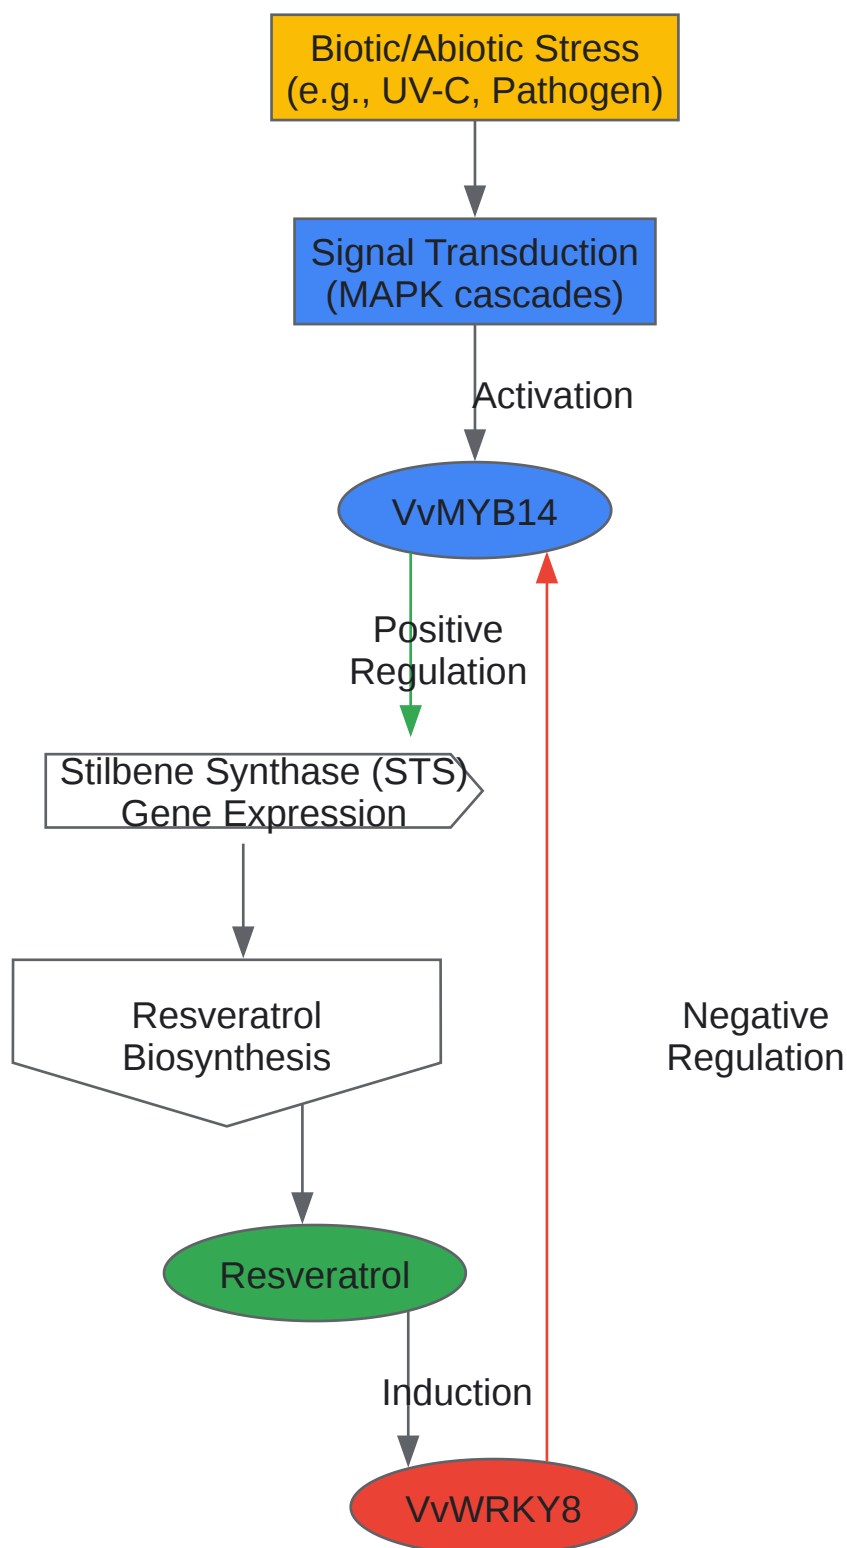 Biotic/Abiotic Stress
(e.g., UV-C, Pathogen)
Signal Transduction
(MAPK cascades)
Activation
VvMYB14
Positive
Regulation
Stilbene Synthase (STS)
Gene Expression
Resveratrol
Biosynthesis
Negative
Regulation
Resveratrol
Induction
VvWRKY8